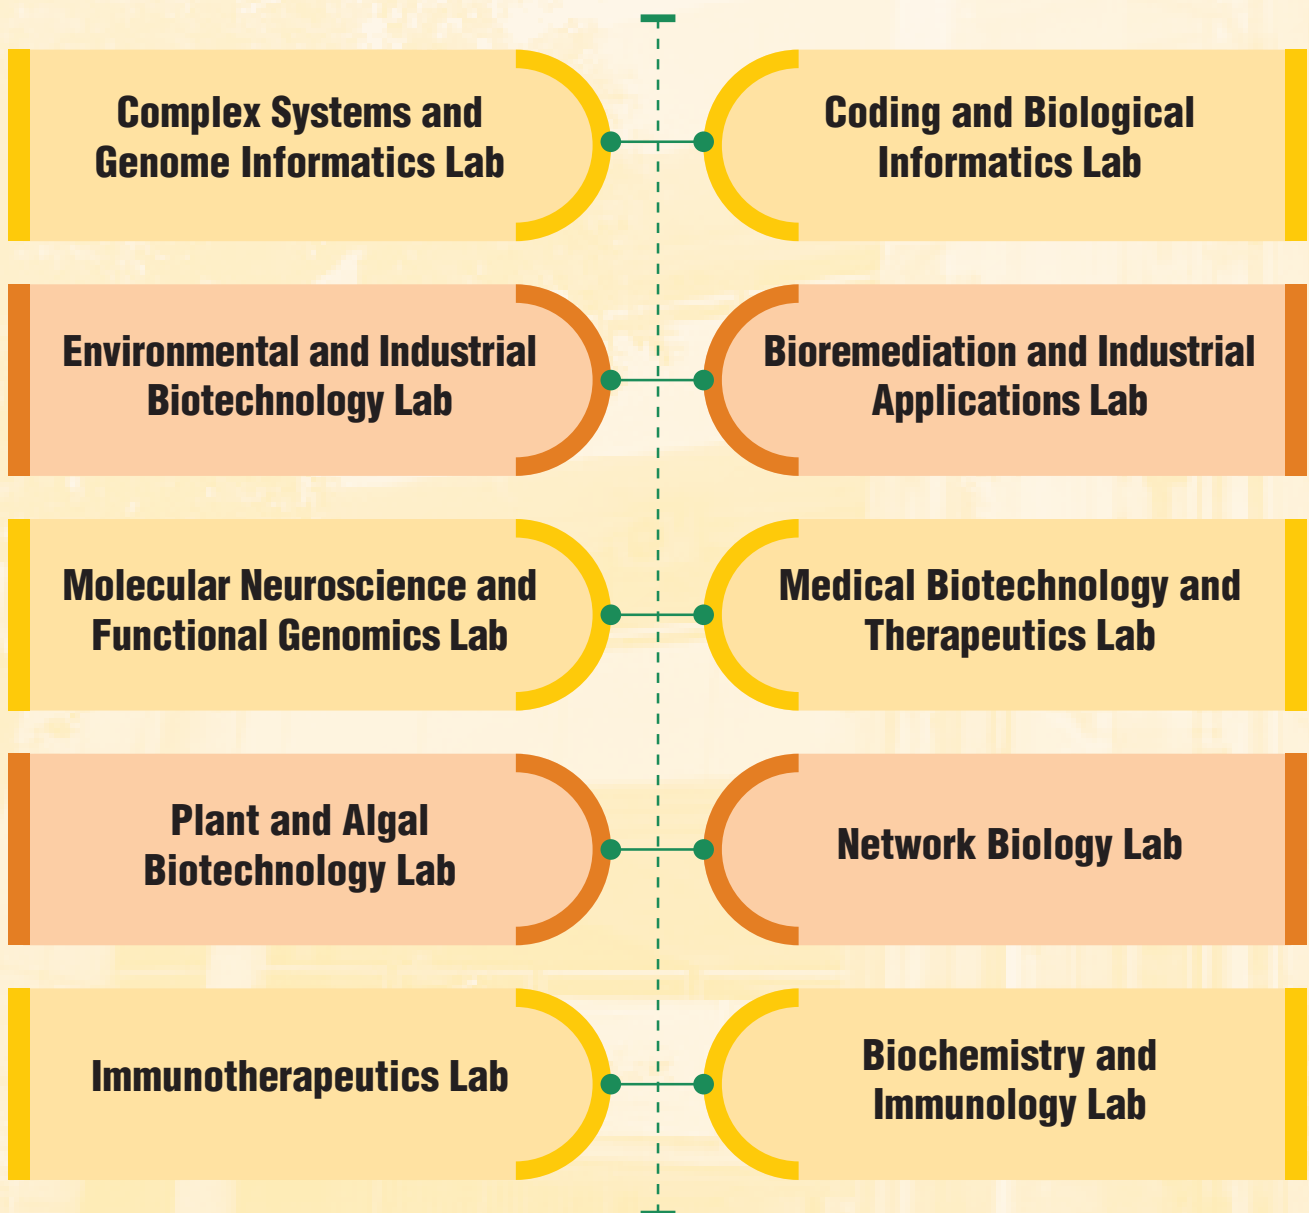 Complex Systems and
Genome Informatics Lab
Coding and Biological
Informatics Lab
Environmental and Industrial
Biotechnology Lab
Bioremediation and Industrial
Applications Lab
Molecular Neuroscience and
Functional Genomics Lab
Medical Biotechnology and
Therapeutics Lab
Plant and Algal
Biotechnology Lab
Network Biology Lab
Immunotherapeutics Lab
Biochemistry and
Immunology Lab